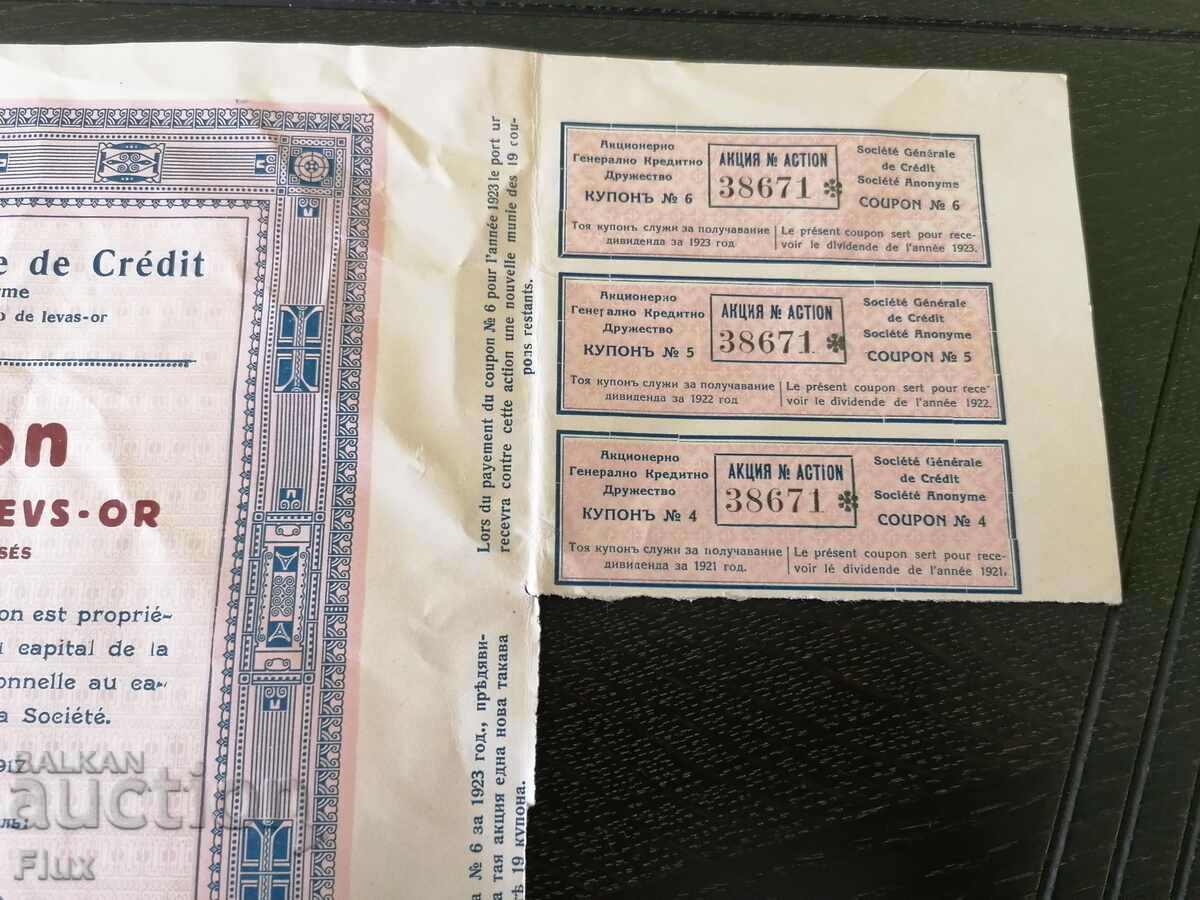 e de Crédit
me
o de levas-or
on
EVS-OR
SÉS
on est proprié-
capital de la
onnelle au ca-
a Société.
917
ль:
Lors du payement du coupon № 6 pour l'année 1923 le port ur
recevra contre cette action une nouvelle munie des 19 cou-
pons restants.
а № 6 за 1923 год., прѣдяви-
а тая акция една нова такава
ѣ 19 купона.
Акционерно
Генерално Кредитно
Дружество
КУПОНЪ № 6
АКЦИЯ № ACTION
38671
Société Générale
de Crédit
Société Anonyme
COUPON № 6
Тоя купонъ служи за получаване
дивиденда за 1923 год
Le présent coupon sert pour rece-
voir le dividende de l'année 1923.
Акционерно
Генерално Кредитно
Дружество
КУПОНЪ № 5
АКЦИЯ № ACTION
38671
Société Générale
de Crédit
Société Anonyme
COUPON № 5
Тоя купонъ служи за получавание
дивиденда за 1922 год
Le présent coupon sert pour rece-
voir le dividende de l'année 1922.
Акционерно
Генерално Кредитно
Дружество
КУПОНЪ № 4
АКЦИЯ № ACTION
38671
Société Générale
de Crédit
Société Anonyme
COUPON № 4
Тоя купонъ служи за получавание
дивиденда за 1921 год.
Le présent coupon sert pour rece-
voir lé dividende de l'année 1921.
BALKAN
auction
Flux